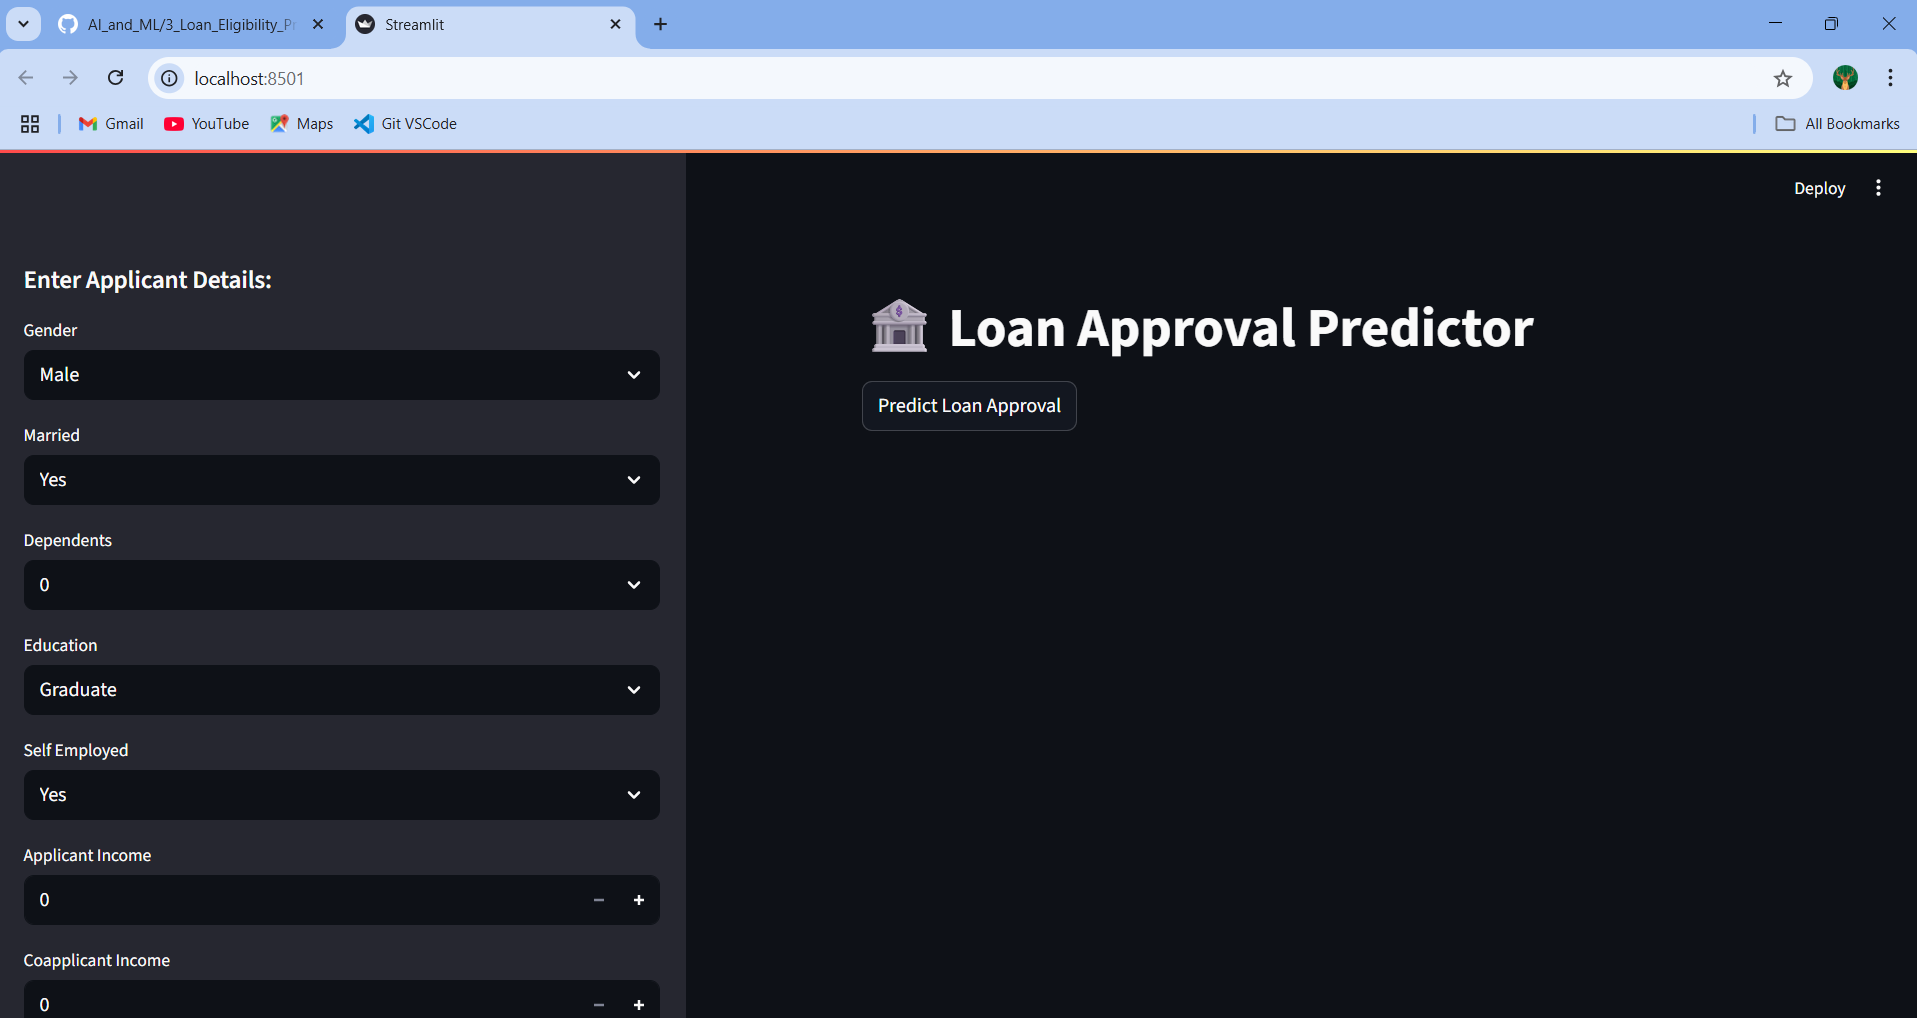 AI_and_ML/3_Loan_Eligibility_Pr
Streamlit
localhost:8501
Gmail
YouTube
Maps
Git VSCode
All Bookmarks
Deploy
Enter Applicant Details:
Gender
Male
Married
Yes
Dependents
0
Education
Graduate
Self Employed
Yes
Applicant Income
0
Coapplicant Income
0
Loan Approval Predictor
Predict Loan Approval